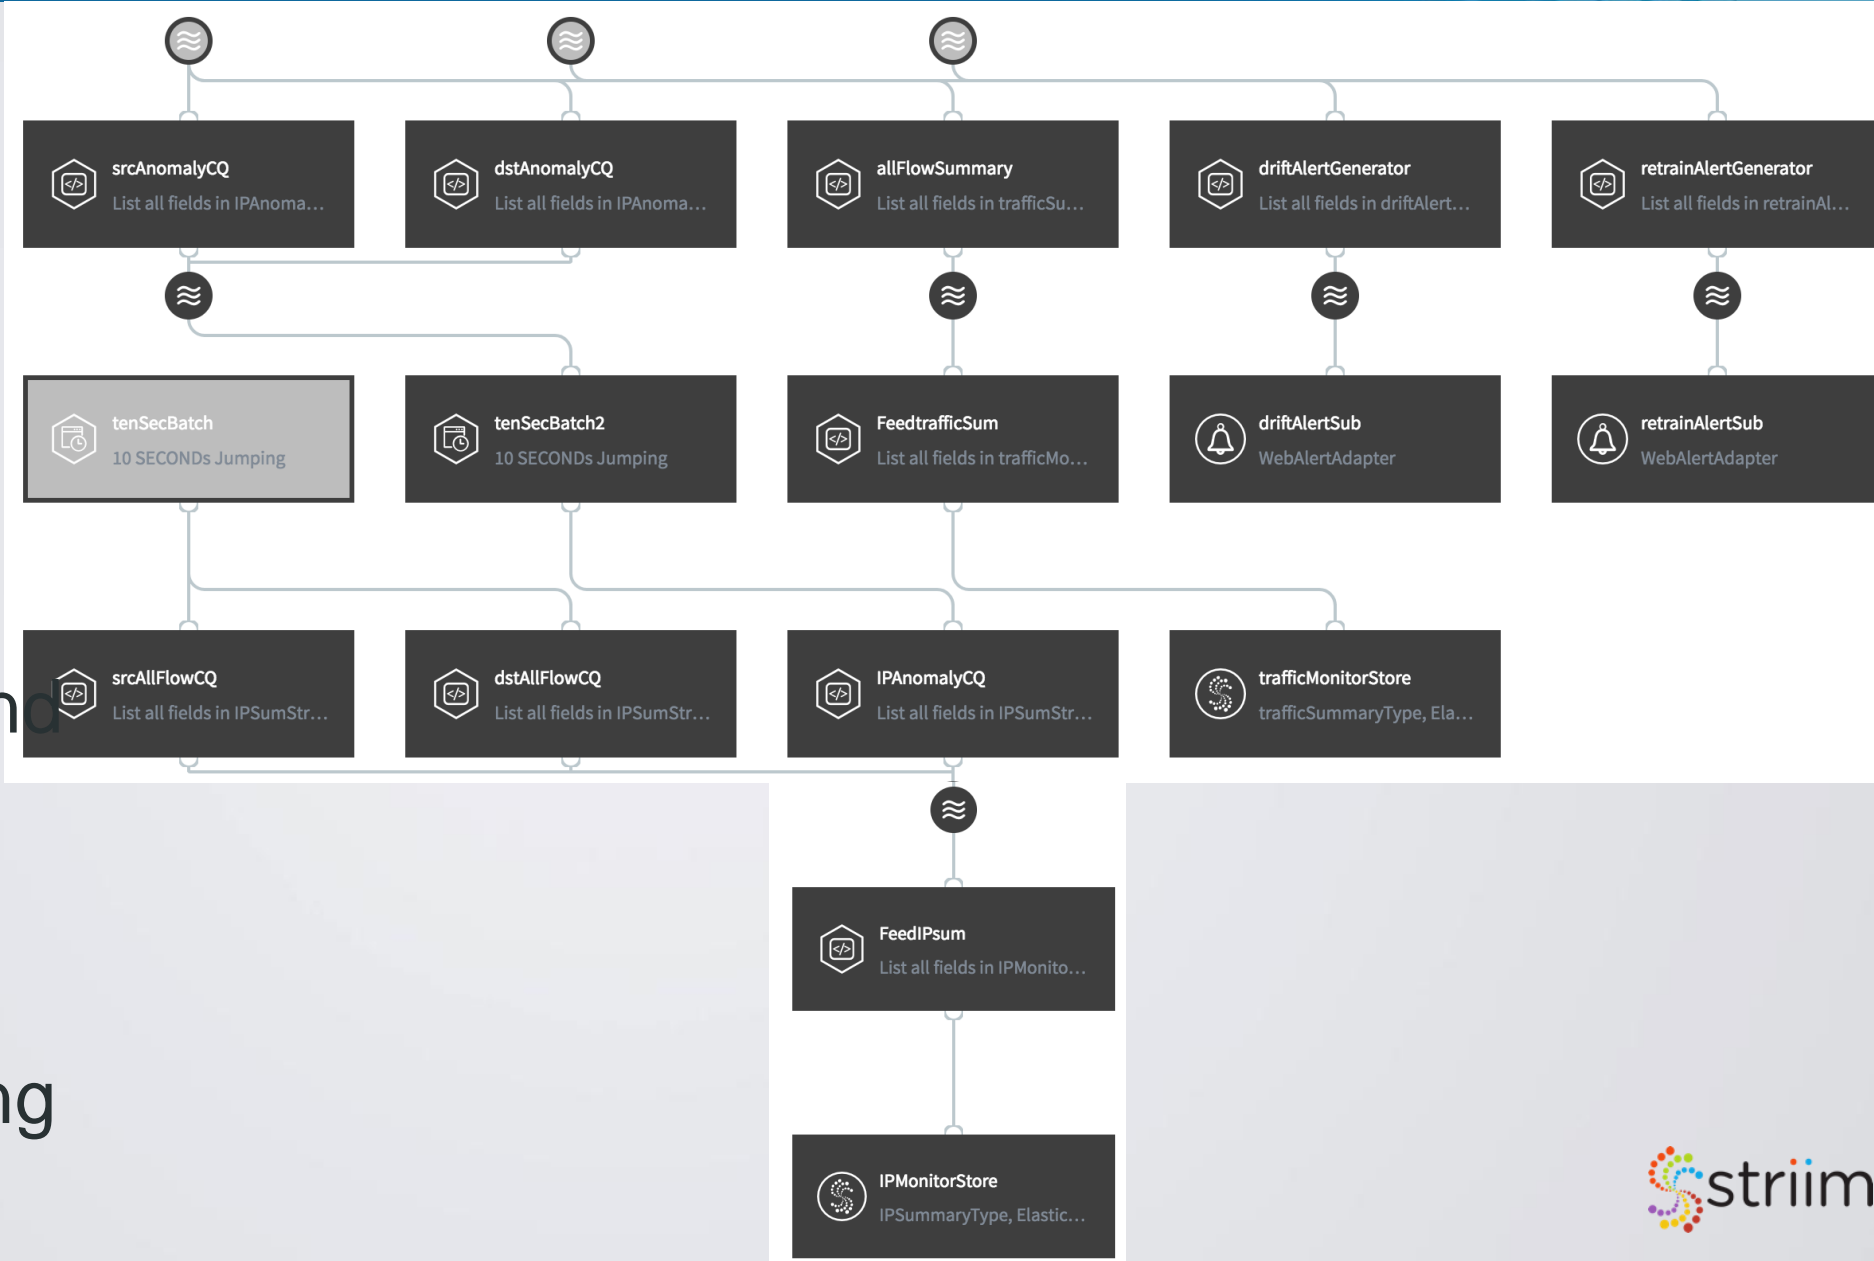 srcAnomalyCQ
List all fields in IPAnoma...
dstAnomalyCQ
List all fields in IPAnoma...
allFlowSummary
List all fields in trafficSu...
driftAlertGenerator
List all fields in driftAlert...
retrainAlertGenerator
List all fields in retrainAl...
tenSecBatch
10 SECONDs Jumping
tenSecBatch2
10 SECONDs Jumping
FeedtrafficSum
List all fields in trafficMo...
driftAlertSub
WebAlertAdapter
retrainAlertSub
WebAlertAdapter
srcAllFlowCQ
List all fields in IPSumStr...
dstAllFlowCQ
List all fields in IPSumStr...
IPAnomalyCQ
List all fields in IPSumStr...
trafficMonitorStore
trafficSummaryType, Ela...
nd
FeedIPsum
List all fields in IPMonito...
ng
IPMonitorStore
IPSummaryType, Elastic...
striim